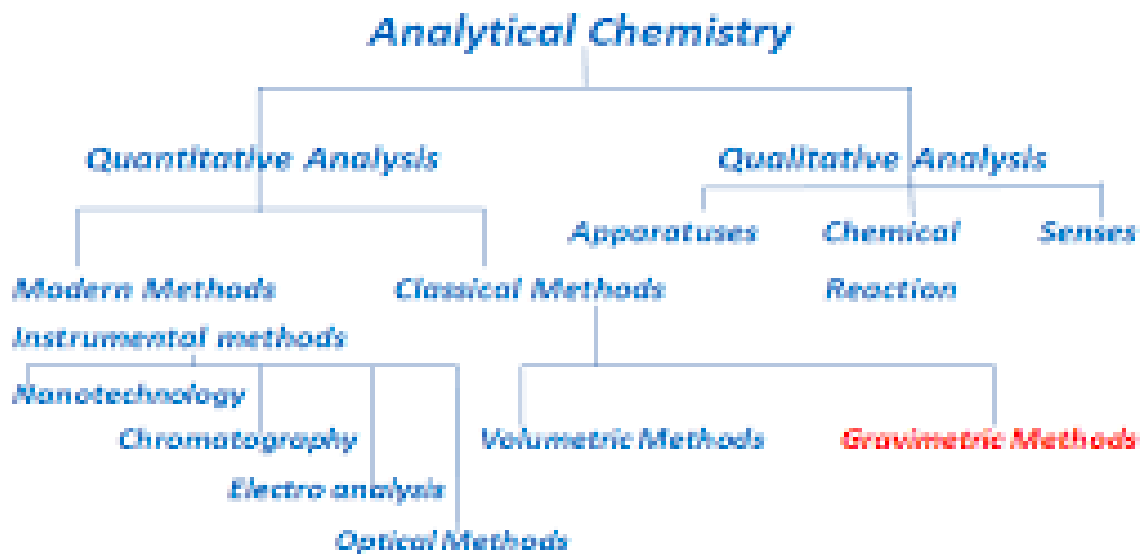 Analytical Chemistry
Quantitative Analysis
Qualitative Analysis
Apparatuses
Chemical
Reaction
Senses
Modern Methods
Instrumental methods
Classical Methods
Nanotechnology
Chromatography
Electro analysis
Optical Methods
Volumetric Methods
Gravimetric Methods